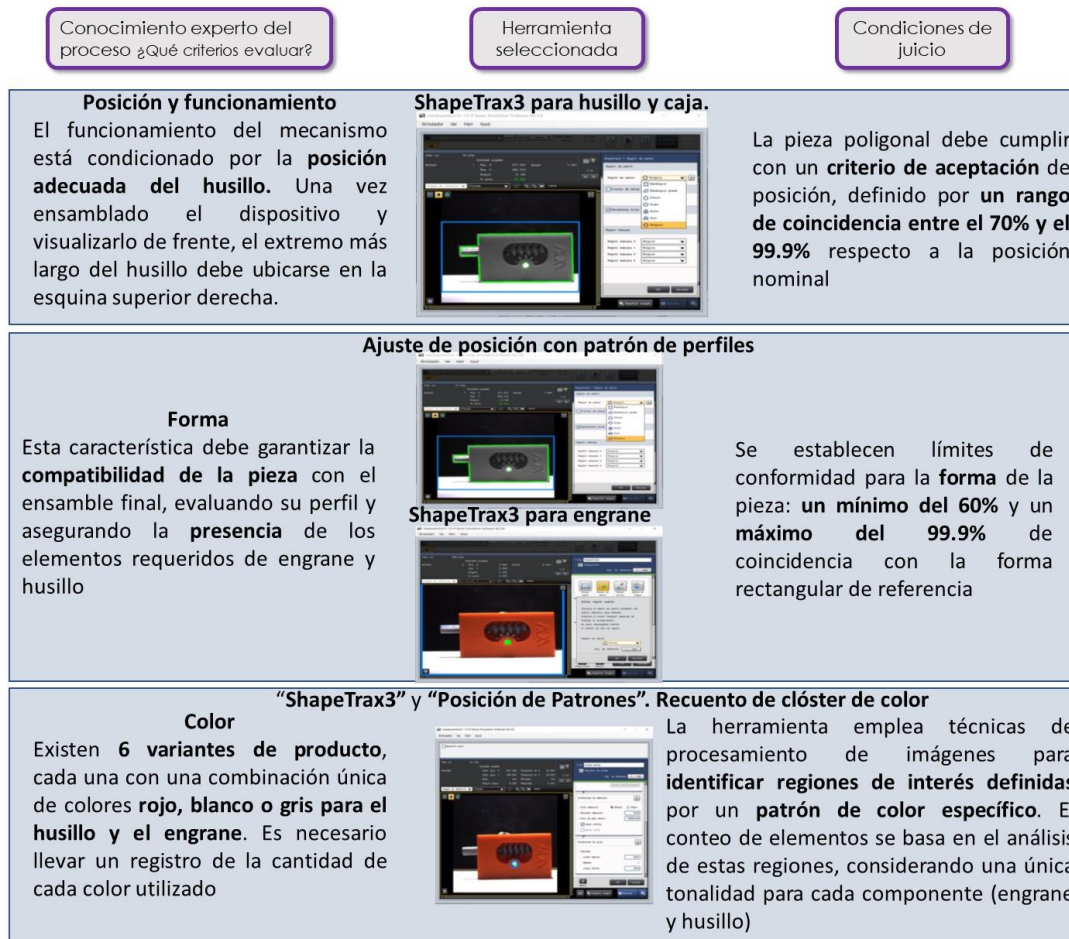 Conocimiento experto del
proceso ¿Qué criterios evaluar?
Herramienta
seleccionada
Condiciones de
juicio
Posición y funcionamiento
El funcionamiento del mecanismo
está condicionado por la posición
adecuada del husillo. Una vez
ensamblado el dispositivo y
visualizarlo de frente, el extremo más
largo del husillo debe ubicarse en la
esquina superior derecha.
ShapeTrax3 para husillo y caja.
La pieza poligonal debe cumplir
con un criterio de aceptación de
posición, definido por un rango
de coincidencia entre el 70% y el
99.9% respecto a la posición
nominal
Ajuste de posición con patrón de perfiles
Forma
Esta característica debe garantizar la
compatibilidad de la pieza con el
ensamble final, evaluando su perfil y
asegurando la presencia de los
elementos requeridos de engrane y
husillo
ShapeTrax3 para engrane
Se establecen límites de
conformidad para la forma de la
pieza: un mínimo del 60% y un
máximo del 99.9% de
coincidencia con la forma
rectangular de referencia
“ShapeTrax3” y “Posición de Patrones”. Recuento de clóster de color
Color
Existen 6 variantes de producto,
cada una con una combinación única
de colores rojo, blanco o gris para el
husillo y el engrane. Es necesario
llevar un registro de la cantidad de
cada color utilizado
La herramienta emplea técnicas de
procesamiento de imágenes para
identificar regiones de interés definidas
por un patrón de color específico. E
conteo de elementos se basa en el análisis
de estas regiones, considerando una única
tonalidad para cada componente (engrane
y husillo)